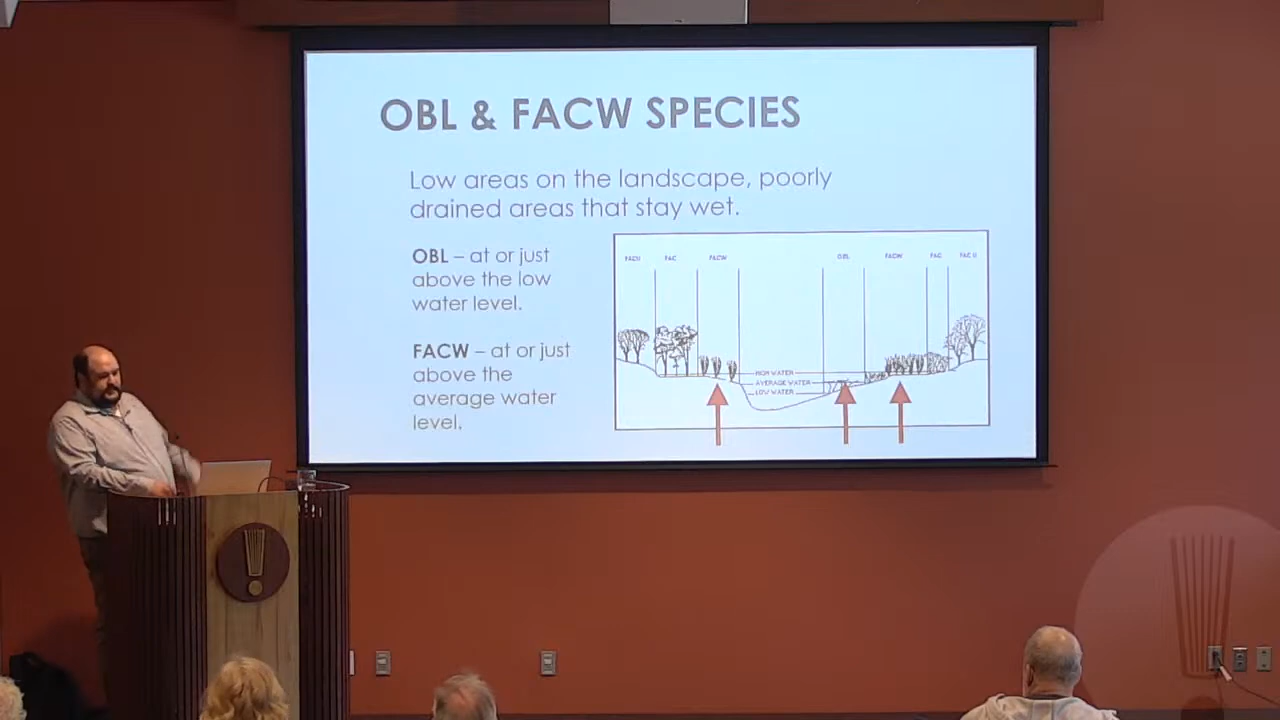 OBL & FACW SPECIES
Low areas on the landscape, poorly
drained areas that stay wet.
OBL – at or just
above the low
water level.
FACW – at or just
above the
average water
level.
FACU FAC FACW OBL FACW FAC FAC U
HIGH WATER
AVERAGE WATER
LOW WATER